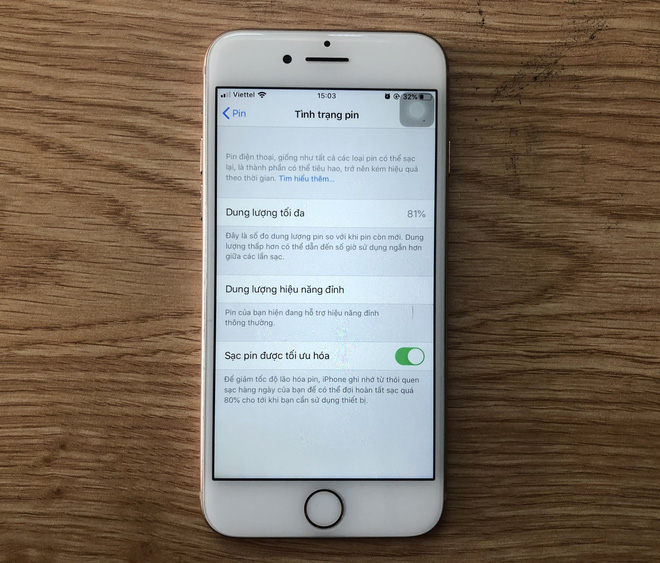 Viettel 15:03 32%
Pin Tình trạng pin
Pin điện thoại, giống như tất cả các loại pin có thể sạc
lại, là thành phần có thể tiêu hao, trở nên kém hiệu quả
theo thời gian. Tìm hiểu thêm...
Dung lượng tối đa 81%
Đây là số đo dung lượng pin so với khi pin còn mới. Dung
lượng thấp hơn có thể dẫn đến số giờ sử dụng ngắn hơn
giữa các lần sạc.
Dung lượng hiệu năng đỉnh
Pin của bạn hiện đang hỗ trợ hiệu năng đỉnh
thông thường.
Sạc pin được tối ưu hóa
Để giảm tốc độ lão hóa pin, iPhone ghi nhớ từ thói quen
sạc hàng ngày của bạn để có thể đợi hoàn tất sạc quá
80% cho tới khi bạn cần sử dụng thiết bị.